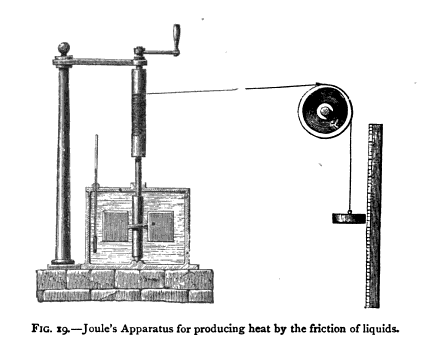 FIG. 19.—Joule's Apparatus for producing heat by the friction of liquids.